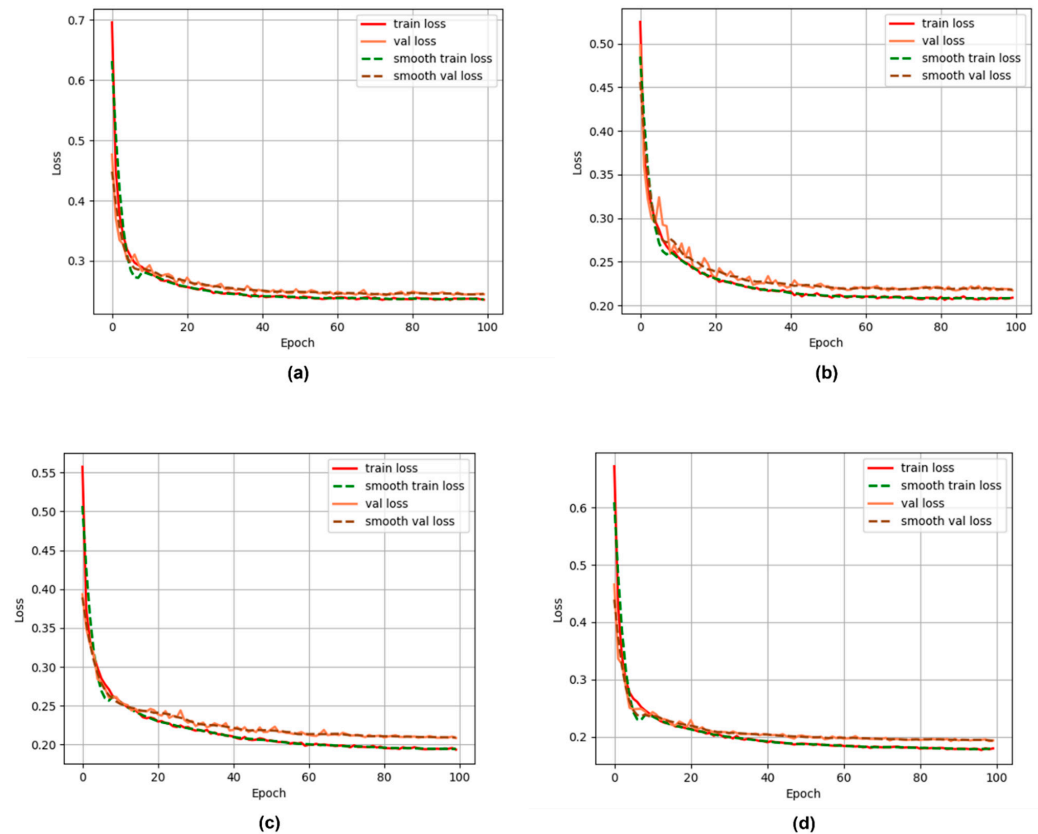 0.7
0.6
0.5
0.4
0.3
Loss
0
20
40
60
80
100
Epoch
train loss
val loss
smooth train loss
smooth val loss
(a)
0.50
0.45
0.40
0.35
0.30
0.25
0.20
Loss
0
20
40
60
80
100
Epoch
train loss
val loss
smooth train loss
smooth val loss
(b)
0.55
0.50
0.45
0.40
0.35
0.30
0.25
0.20
Loss
0
20
40
60
80
100
Epoch
train loss
smooth train loss
val loss
smooth val loss
(c)
0.6
0.5
0.4
0.3
0.2
Loss
0
20
40
60
80
100
Epoch
train loss
smooth train loss
val loss
smooth val loss
(d)